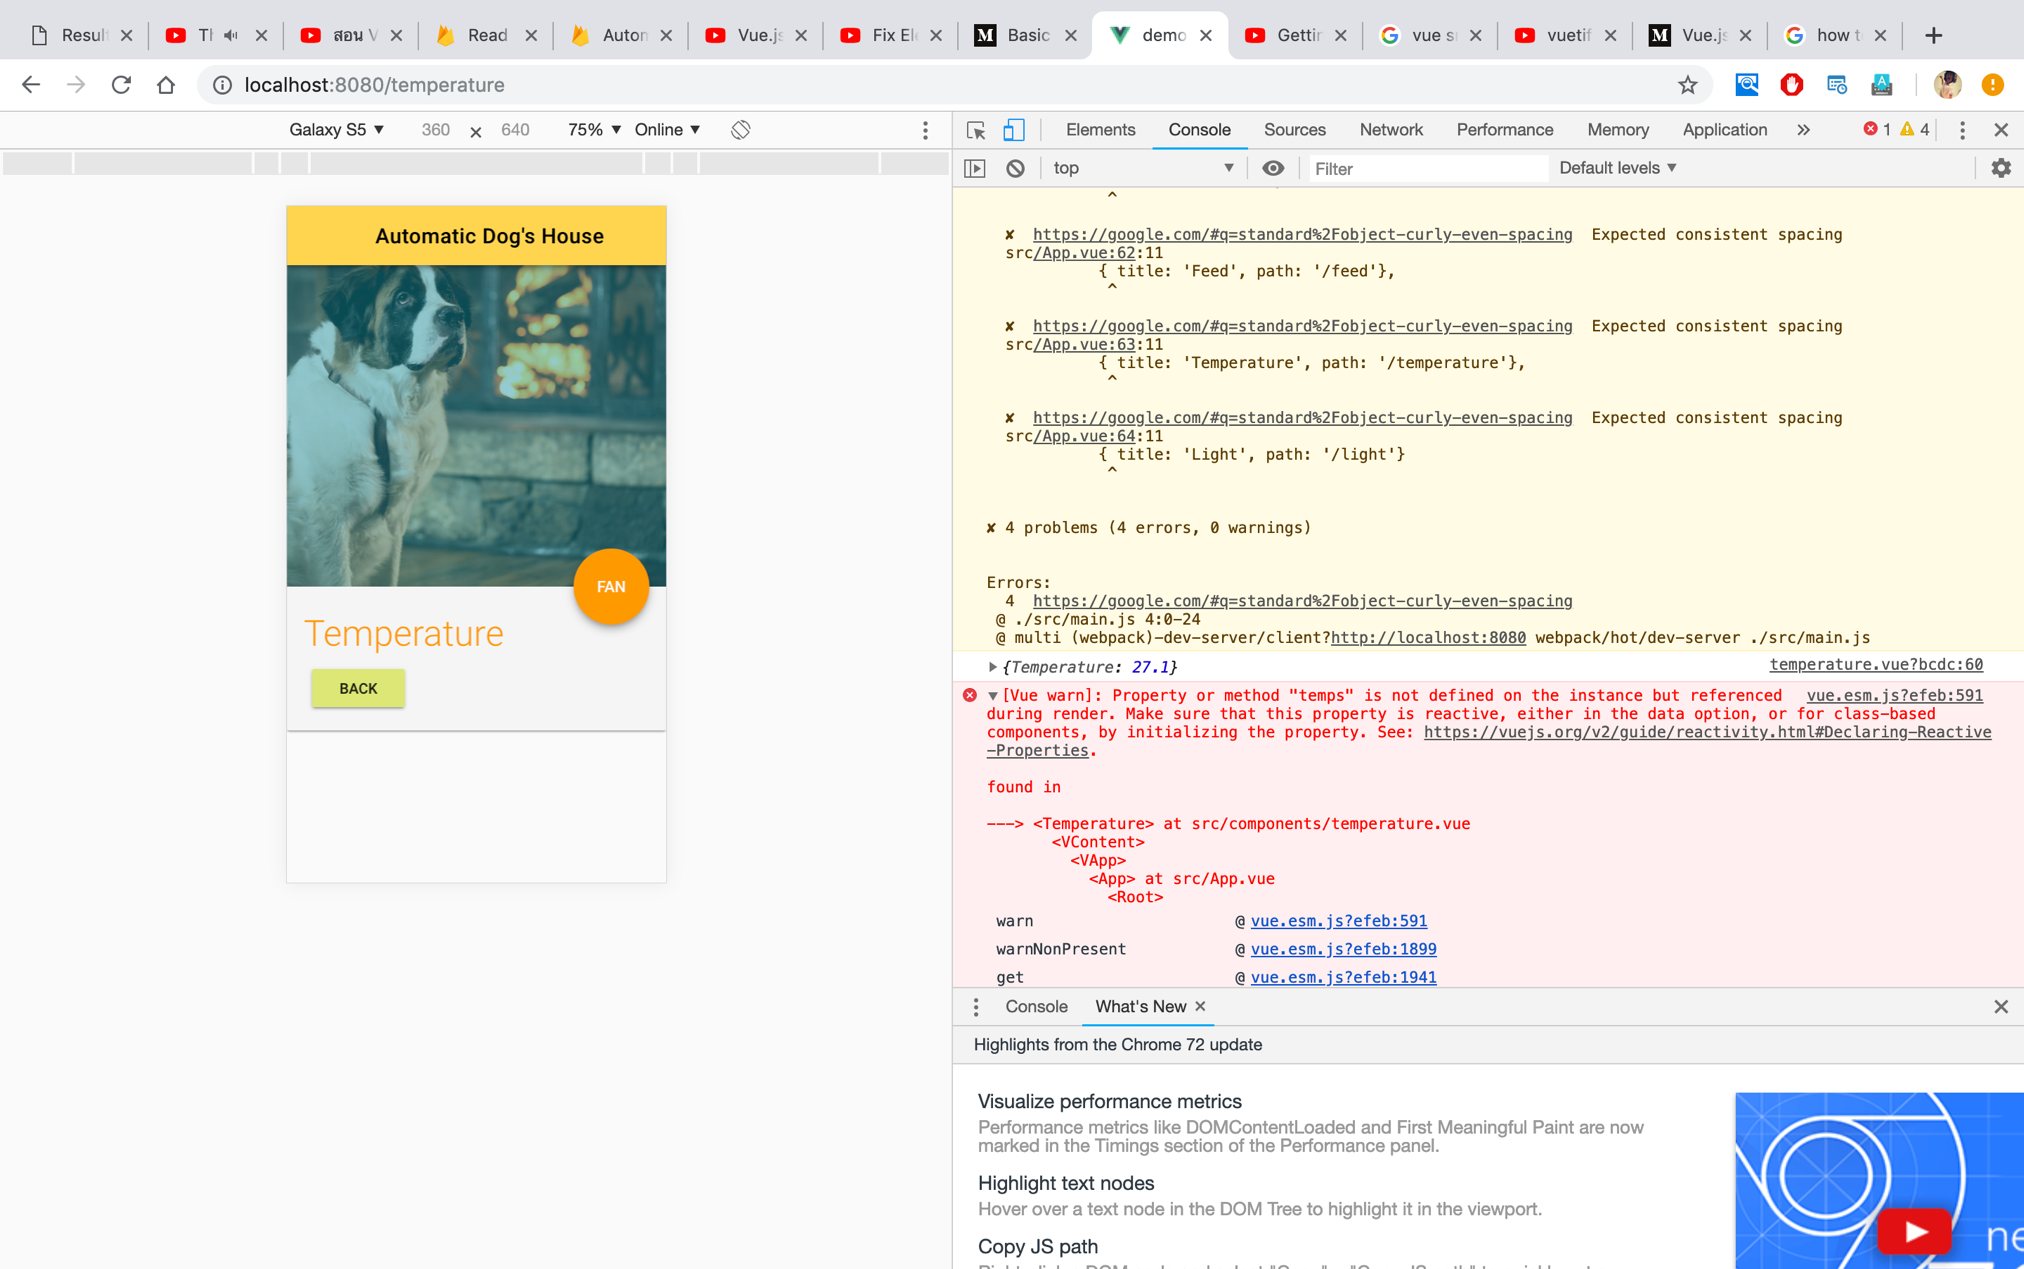 Resul
Th
สอน V
Read
Autom
Vue.js
Fix El
Basic
demo
Gettin
vue s
vuetif
Vue.js
how t
localhost:8080/temperature
Galaxy S5 ▼ 360 × 640 75% ▼ Online ▼
Elements Console Sources Network Performance Memory Application » 1 4
top ▼ Filter Default levels ▼
Automatic Dog's House
FAN
Temperature
BACK
^
✘ https://google.com/#q=standard%2Fobject-curly-even-spacing Expected consistent spacing
src/App.vue:62:11
{ title: 'Feed', path: '/feed'},
^
✘ https://google.com/#q=standard%2Fobject-curly-even-spacing Expected consistent spacing
src/App.vue:63:11
{ title: 'Temperature', path: '/temperature'},
^
✘ https://google.com/#q=standard%2Fobject-curly-even-spacing Expected consistent spacing
src/App.vue:64:11
{ title: 'Light', path: '/light'}
^
✘ 4 problems (4 errors, 0 warnings)
Errors:
4 https://google.com/#q=standard%2Fobject-curly-even-spacing
@ ./src/main.js 4:0-24
@ multi (webpack)-dev-server/client?http://localhost:8080 webpack/hot/dev-server ./src/main.js
▶{Temperature: 27.1} temperature.vue?bcdc:60
▼[Vue warn]: Property or method "temps" is not defined on the instance but referenced vue.esm.js?efeb:591
during render. Make sure that this property is reactive, either in the data option, or for class-based
components, by initializing the property. See: https://vuejs.org/v2/guide/reactivity.html#Declaring-Reactive
-Properties.
found in
---> <Temperature> at src/components/temperature.vue
<VContent>
<VApp>
<App> at src/App.vue
<Root>
warn @ vue.esm.js?efeb:591
warnNonPresent @ vue.esm.js?efeb:1899
get @ vue.esm.js?efeb:1941
Console What's New ×
Highlights from the Chrome 72 update
Visualize performance metrics
Performance metrics like DOMContentLoaded and First Meaningful Paint are now
marked in the Timings section of the Performance panel.
Highlight text nodes
Hover over a text node in the DOM Tree to highlight it in the viewport.
Copy JS path
ne